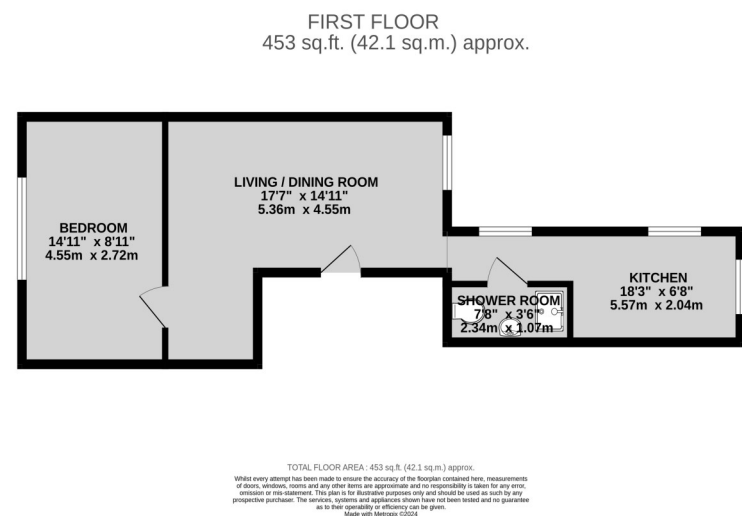 FIRST FLOOR
453 sq.ft. (42.1 sq.m.) approx.
LIVING / DINING ROOM
17'7" x 14'11"
5.36m x 4.55m
BEDROOM
14'11" x 8'11"
4.55m x 2.72m
KITCHEN
18'3" x 6'8"
5.57m x 2.04m
SHOWER ROOM
7'8" x 3'6"
2.34m x 1.07m
TOTAL FLOOR AREA : 453 sq.ft. (42.1 sq.m.) approx.
Whilst every attempt has been made to ensure the accuracy of the floorplan contained here, measurements
of doors, windows, rooms and any other items are approximate and no responsibility is taken for any error,
omission or mis-statement. This plan is for illustrative purposes only and should be used as such by any
prospective purchaser. The services, systems and appliances shown have not been tested and no guarantee
as to their operability or efficiency can be given.
Made with Metropix ©2024